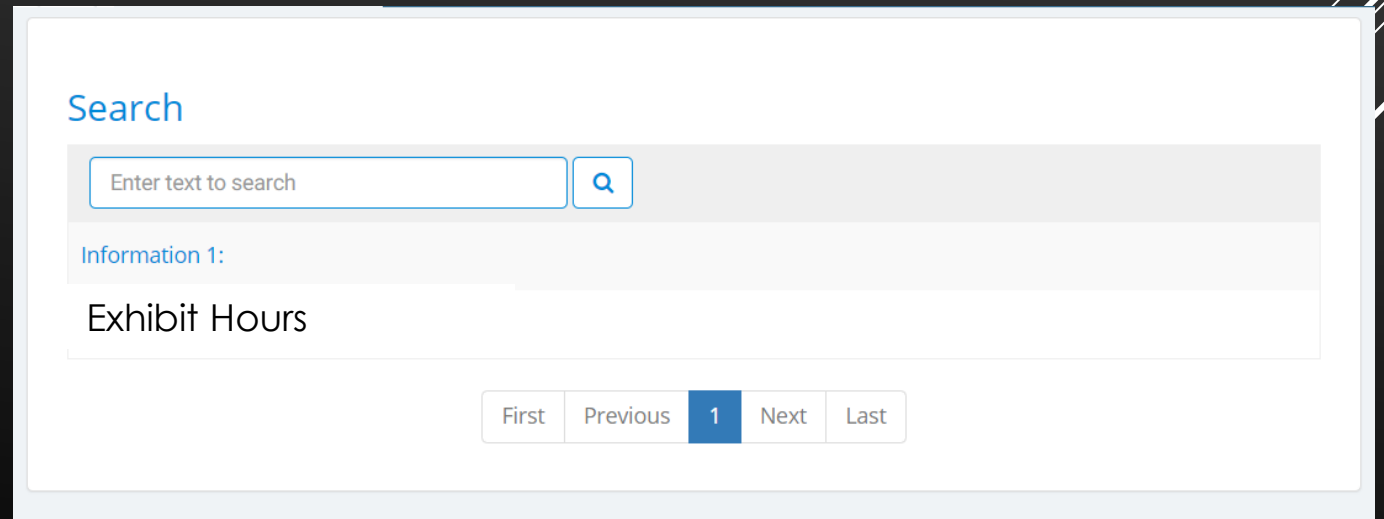 Search
Enter text to search
Information 1:
Exhibit Hours
First Previous 1 Next Last